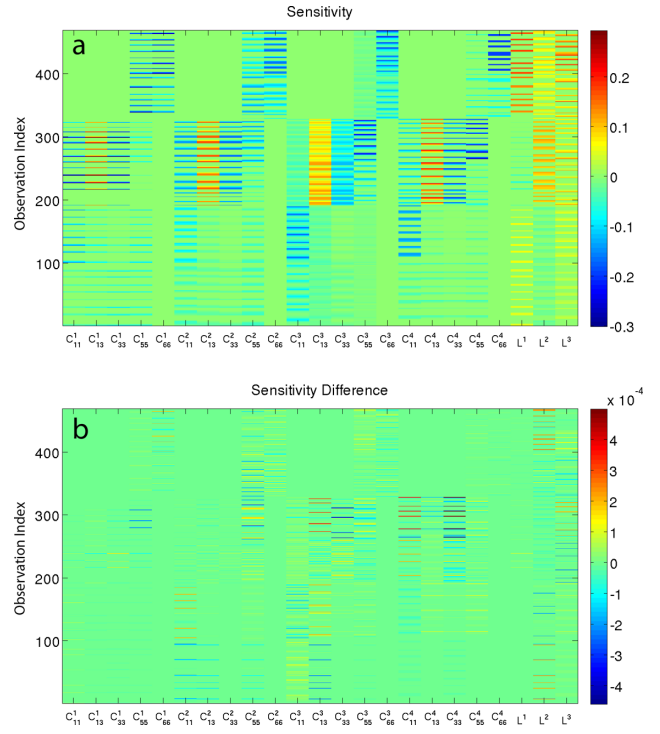 Sensitivity
a
Observation Index
400
300
200
100
0.2
0.1
0
-0.1
-0.2
-0.3
C¹₁₁ C¹₁₃ C¹₃₃ C¹₅₅ C¹₆₆ C²₁₁ C²₁₃ C²₃₃ C²₅₅ C²₆₆ C³₁₁ C³₁₃ C³₃₃ C³₅₅ C³₆₆ C⁴₁₁ C⁴₁₃ C⁴₃₃ C⁴₅₅ C⁴₆₆ L¹ L² L³
Sensitivity Difference
x 10⁻⁴
b
Observation Index
400
300
200
100
4
3
2
1
0
-1
-2
-3
-4
C¹₁₁ C¹₁₃ C¹₃₃ C¹₅₅ C¹₆₆ C²₁₁ C²₁₃ C²₃₃ C²₅₅ C²₆₆ C³₁₁ C³₁₃ C³₃₃ C³₅₅ C³₆₆ C⁴₁₁ C⁴₁₃ C⁴₃₃ C⁴₅₅ C⁴₆₆ L¹ L² L³